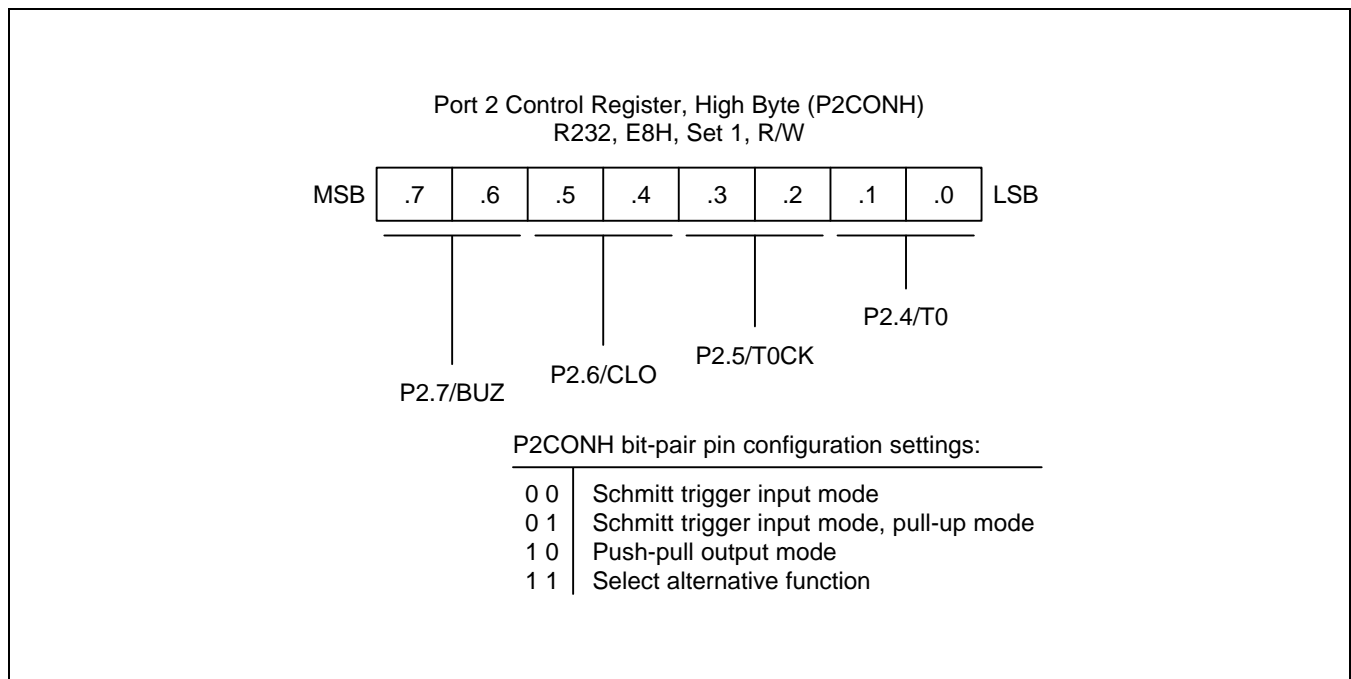 Port 2 Control Register, High Byte (P2CONH)
R232, E8H, Set 1, R/W
MSB .7 .6 .5 .4 .3 .2 .1 .0 LSB
P2.4/T0
P2.5/T0CK
P2.6/CLO
P2.7/BUZ
P2CONH bit-pair pin configuration settings:
0 0 Schmitt trigger input mode
0 1 Schmitt trigger input mode, pull-up mode
1 0 Push-pull output mode
1 1 Select alternative function